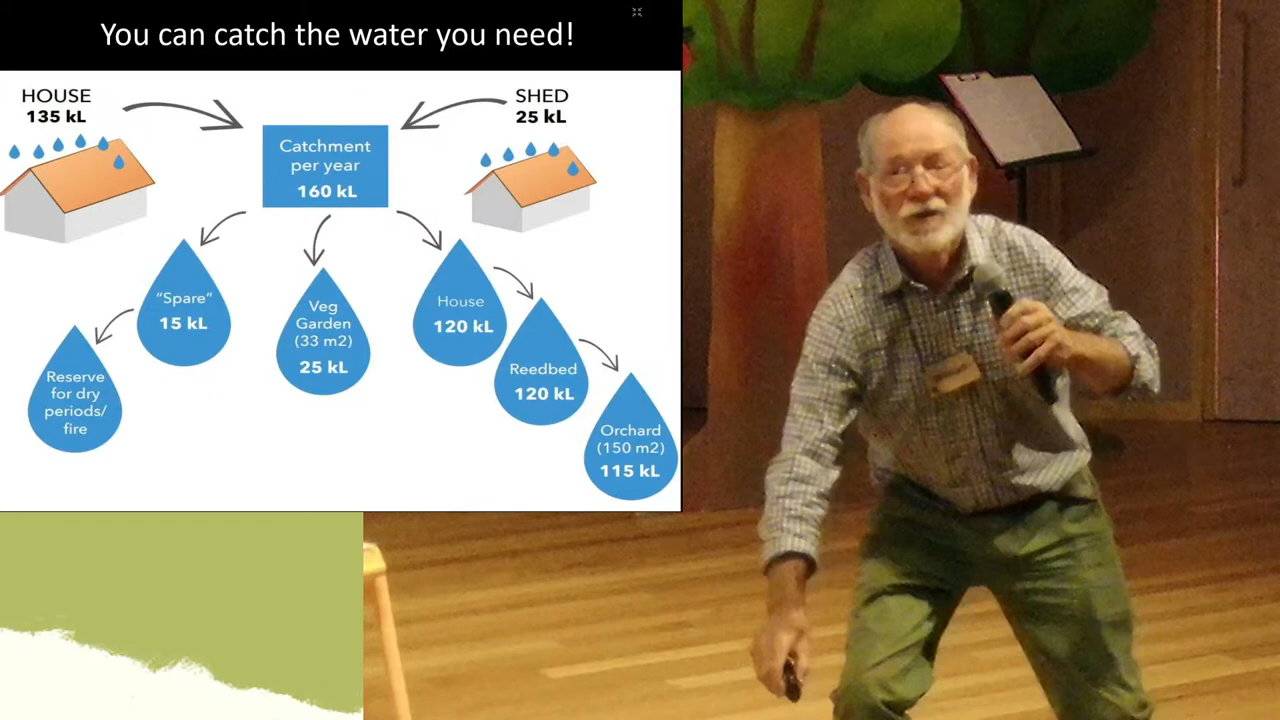 You can catch the water you need!
HOUSE
135 kL
SHED
25 kL
Catchment
per year
160 kL
"Spare"
15 kL
Veg
Garden
(33 m2)
25 kL
House
120 kL
Reedbed
120 kL
Reserve
for dry
periods/
fire
Orchard
(150 m2)
115 kL